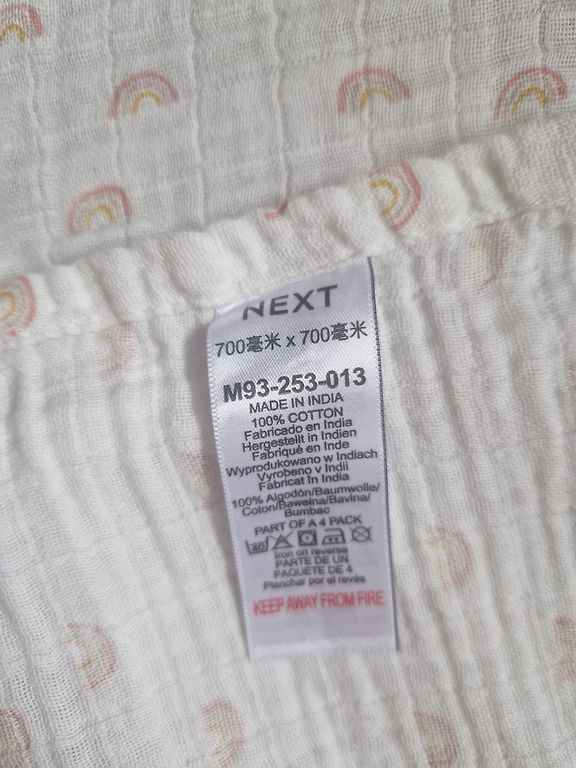 NEXT
700毫米 x 700毫米
M93-253-013
MADE IN INDIA
100% COTTON
Fabricado en India
Hergestellt in Indien
Fabriqué en Inde
Wyprodukowano w Indiach
Vyrobeno v Indii
Fabricat În India
100% Algodón/Baumwolle/
Coton/Bawełna/Bavlna/
Bumbac
PART OF A 4 PACK
40
Iron on reverse
PARTE DE UN
PAQUETE DE 4
Planchar por el revés
KEEP AWAY FROM FIRE